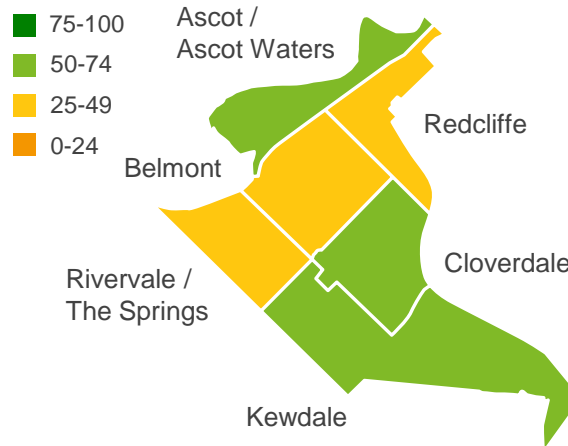 75-100
50-74
25-49
0-24
Ascot /
Ascot Waters
Redcliffe
Belmont
Cloverdale
Rivervale /
The Springs
Kewdale